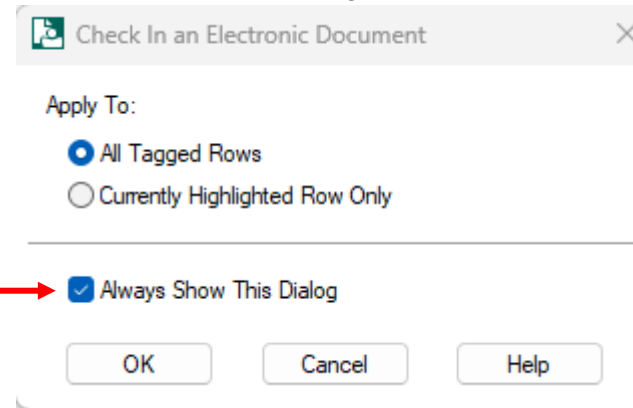 Check In an Electronic Document
Apply To:
All Tagged Rows
Currently Highlighted Row Only
Always Show This Dialog
OK Cancel Help